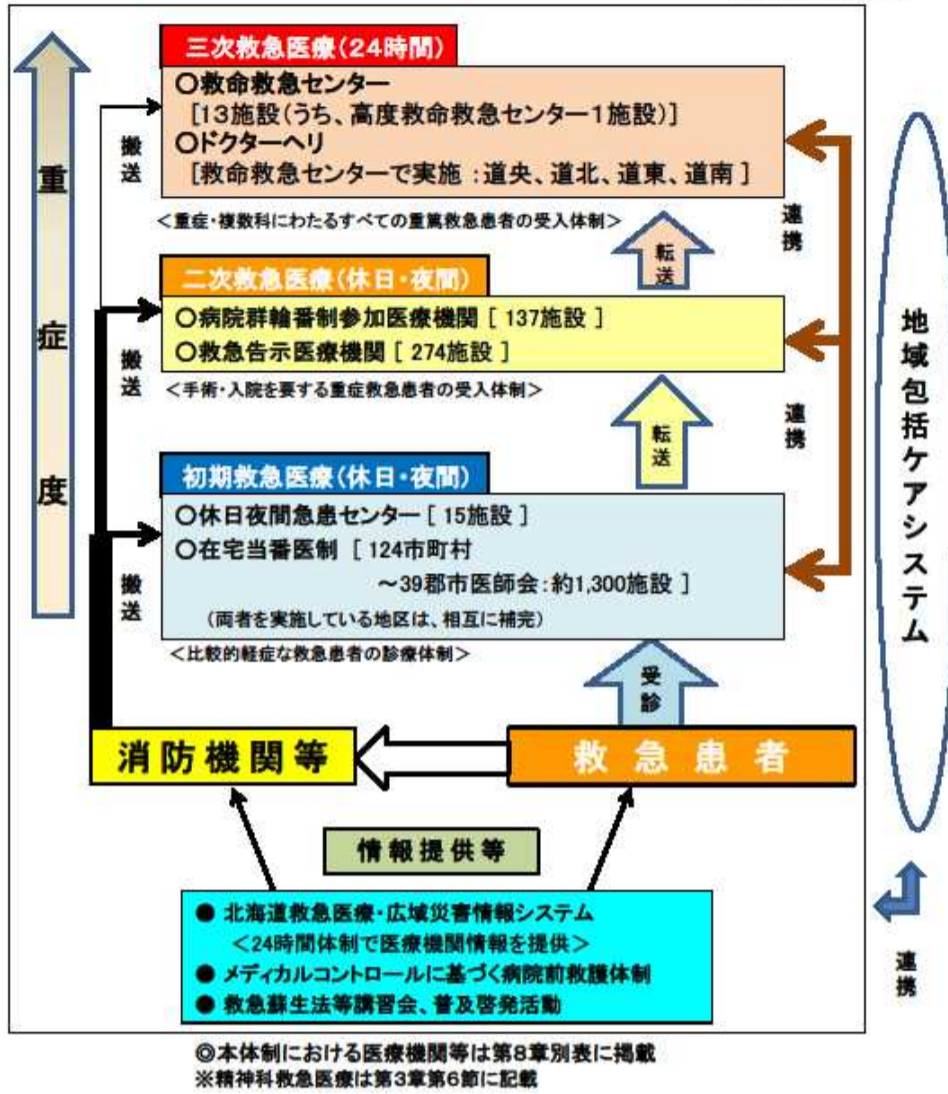 三次救急医療(24時間)
○救命救急センター
[13施設(うち、高度救命救急センター1施設)]
○ドクターヘリ
[救命救急センターで実施 :道央、道北、道東、道南 ]
<重症・複数科にわたるすべての重篤救急患者の受入体制>
搬送
連携
転送
二次救急医療(休日・夜間)
○病院群輪番制参加医療機関 [ 137施設 ]
○救急告示医療機関 [ 274施設 ]
<手術・入院を要する重症救急患者の受入体制>
搬送
連携
転送
初期救急医療(休日・夜間)
○休日夜間急患センター [ 15施設 ]
○在宅当番医制 [ 124市町村
～39郡市医師会:約1,300施設 ]
(両者を実施している地区は、相互に補完)
<比較的軽症な救急患者の診療体制>
搬送
受診
重症度
地域包括ケアシステム
消防機関等
救急患者
情報提供等
● 北海道救急医療・広域災害情報システム
<24時間体制で医療機関情報を提供>
● メディカルコントロールに基づく病院前救護体制
● 救急蘇生法等講習会、普及啓発活動
連携
◎本体制における医療機関等は第8章別表に掲載
※精神科救急医療は第3章第6節に記載